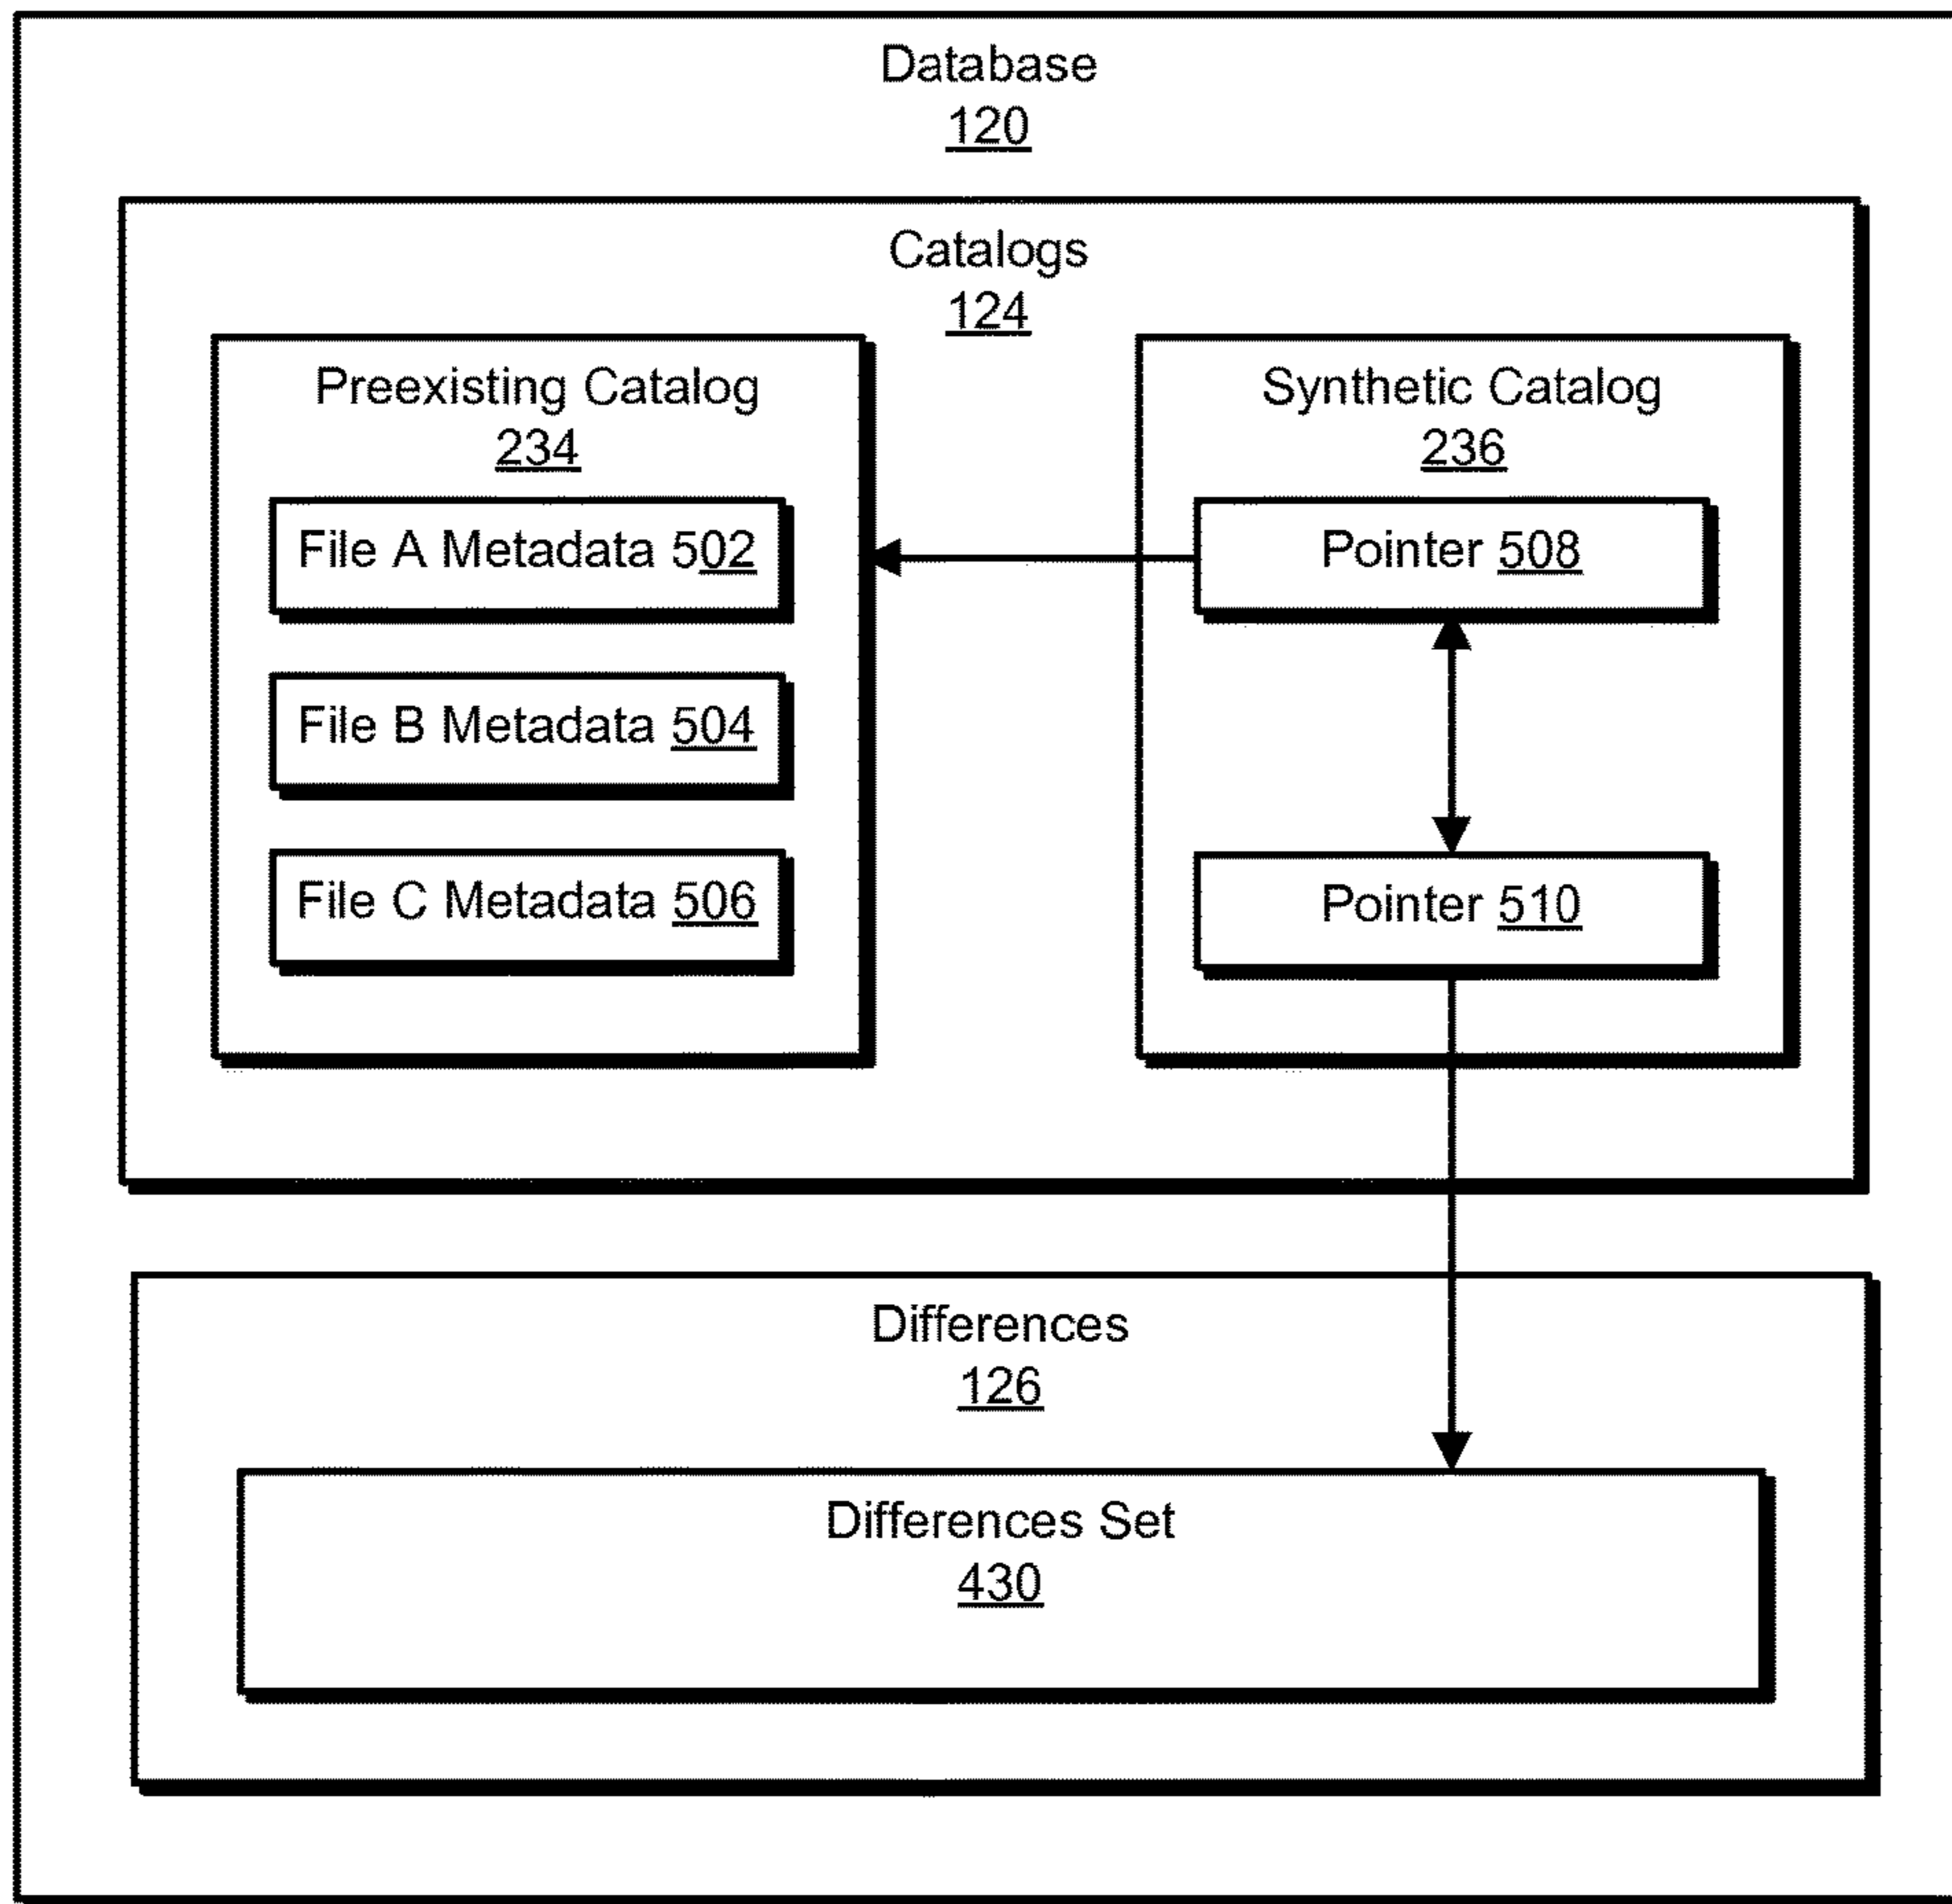 Database
120
Catalogs
124
Preexisting Catalog
234
File A Metadata 502
File B Metadata 504
File C Metadata 506
Synthetic Catalog
236
Pointer 508
Pointer 510
Differences
126
Differences Set
430